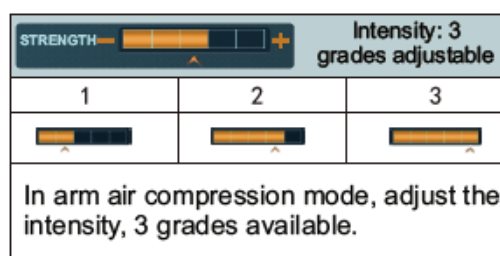 STRENGTH
Intensity: 3
grades adjustable
1 2 3
In arm air compression mode, adjust the
intensity, 3 grades available.